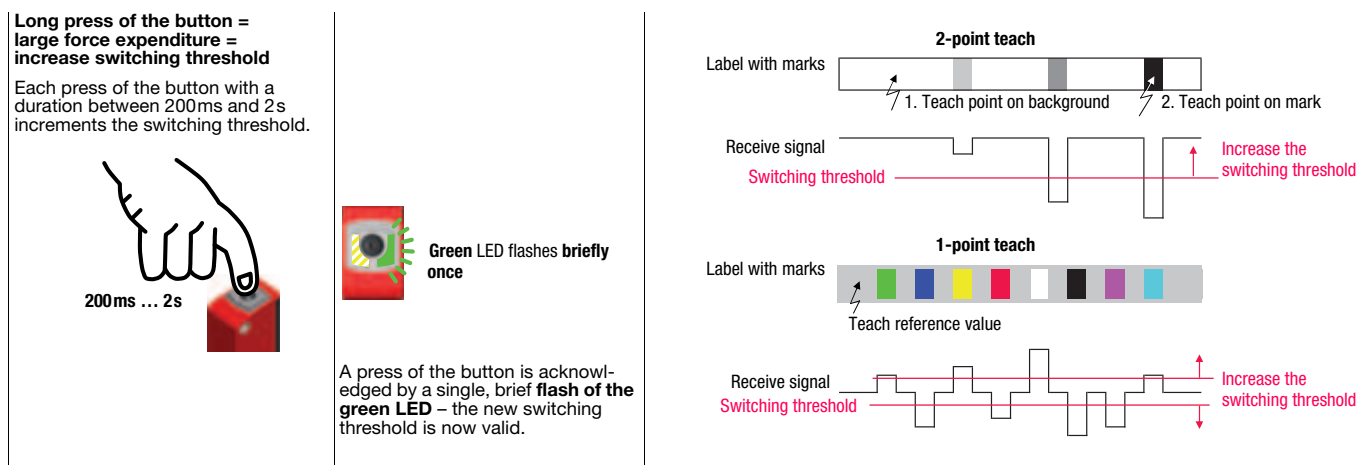 Long press of the button =
large force expenditure =
increase switching threshold
Each press of the button with a
duration between 200ms and 2s
increments the switching threshold.
200ms … 2s
Green LED flashes briefly
once
A press of the button is acknowl-
edged by a single, brief flash of the
green LED – the new switching
threshold is now valid.
2-point teach
Label with marks
1. Teach point on background
2. Teach point on mark
Receive signal
Switching threshold
Increase the
switching threshold
1-point teach
Label with marks
Teach reference value
Receive signal
Switching threshold
Increase the
switching threshold